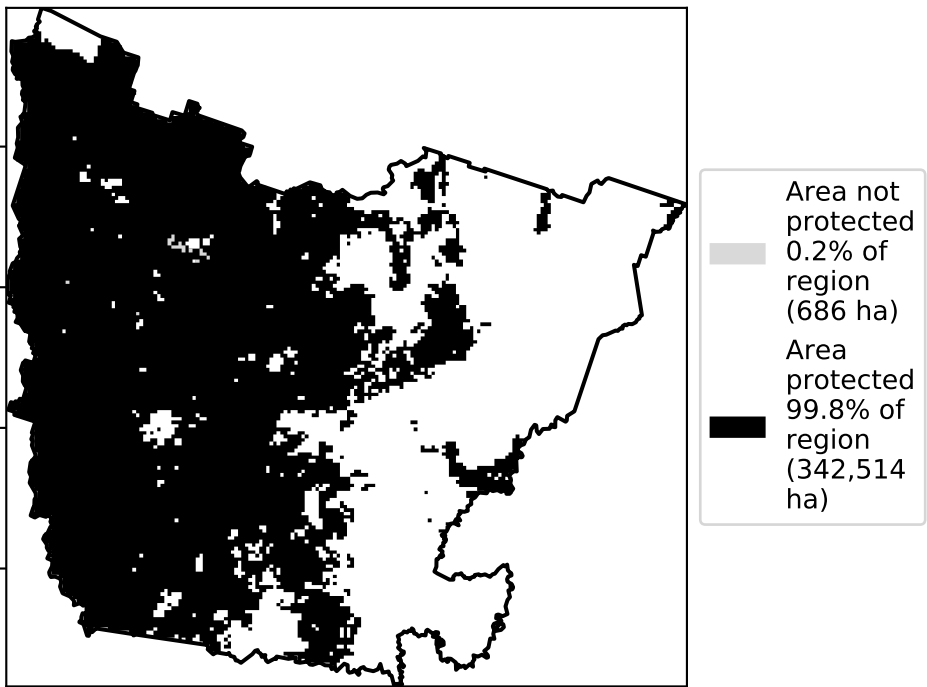 Area not
protected
0.2% of
region
(686 ha)
Area
protected
99.8% of
region
(342,514
ha)